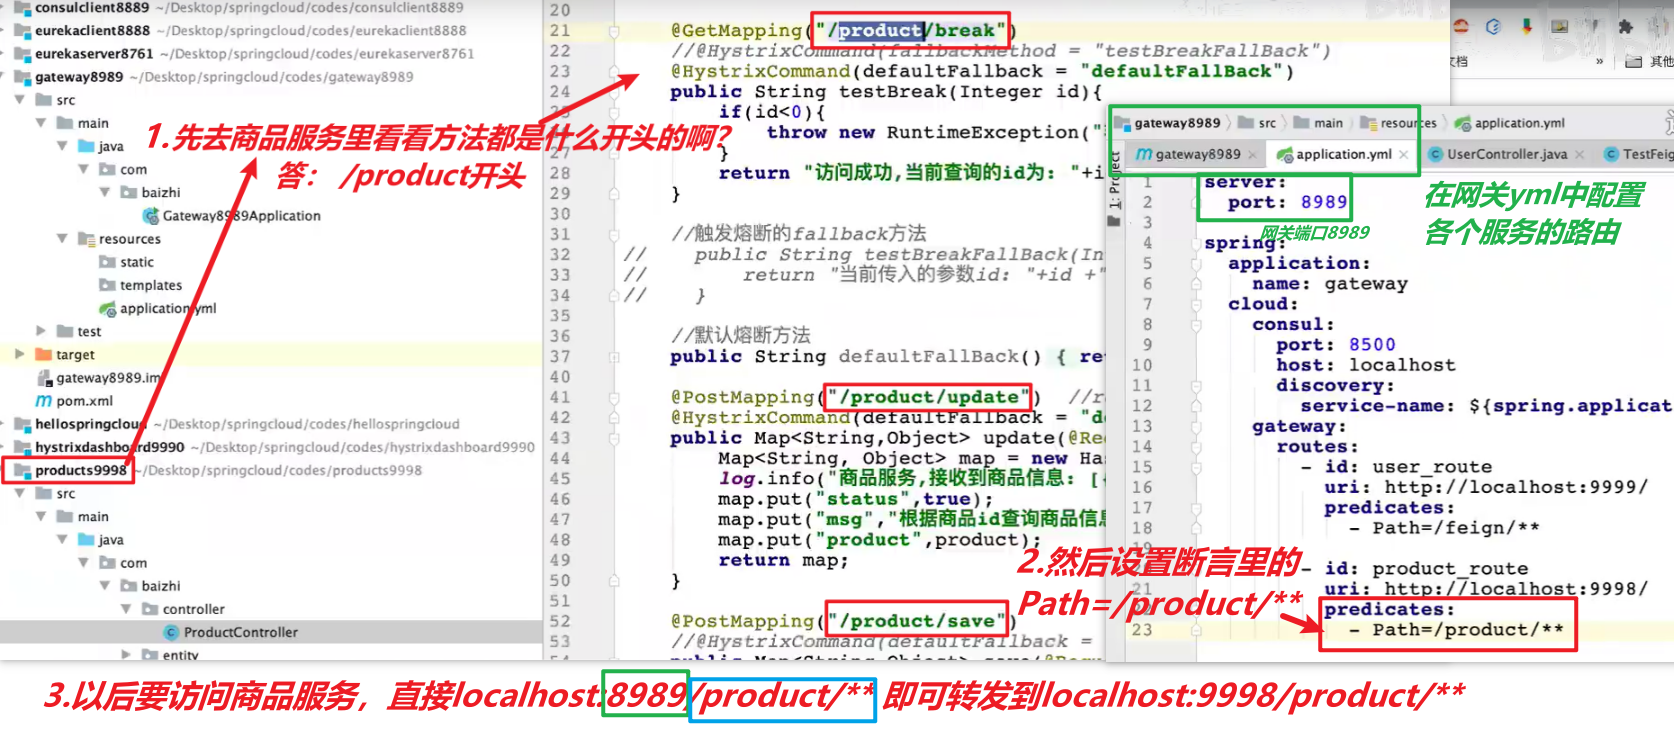 consulclient8889 ~/Desktop/springcloud/codes/consulclient8889
eurekaclient8888 ~/Desktop/springcloud/codes/eurekaclient8888
eurekaserver8761 ~/Desktop/springcloud/codes/eurekaserver8761
gateway8989 ~/Desktop/springcloud/codes/gateway8989
src
main
java
com
baizhi
Gateway8989Application
resources
static
templates
application.yml
test
target
gateway8989.iml
pom.xml
hellospringcloud ~/Desktop/springcloud/codes/hellospringcloud
hystrixdashboard9990 ~/Desktop/springcloud/codes/hystrixdashboard9990
products9998 ~/Desktop/springcloud/codes/products9998
src
main
java
com
baizhi
controller
ProductController
entity
1.先去商品服务里看看方法都是什么开头的啊?
答： /product开头
20
21 @GetMapping("/product/break")
22 //@HystrixCommand(fallbackMethod = "testBreakFallBack")
23 @HystrixCommand(defaultFallback = "defaultFallBack")
24 public String testBreak(Integer id){
25 if(id<0){
26 throw new RuntimeException("
27 }
28 return "访问成功,当前查询的id为: "+i
29 }
30
31 //触发熔断的fallback方法
32 // public String testBreakFallBack(In
33 // return "当前传入的参数id: "+id +"
34 // }
35
36 //默认熔断方法
37 public String defaultFallBack() { re
40
41 @PostMapping("/product/update") //r
42 @HystrixCommand(defaultFallback = "de
43 public Map<String,Object> update(@Re
44 Map<String, Object> map = new Ha
45 log.info("商品服务,接收到商品信息: [{
46 map.put("status",true);
47 map.put("msg","根据商品id查询商品信息
48 map.put("product",product);
49 return map;
50 }
51
52 @PostMapping("/product/save")
53 //@HystrixCommand(defaultFallback =
文档
»
其他
gateway8989 src main resources application.yml
gateway8989 application.yml UserController.java TestFeig
1: Project
1 server:
2 port: 8989
3
4 spring:
5 application:
6 name: gateway
7 cloud:
8 consul:
9 port: 8500
10 host: localhost
11 discovery:
12 service-name: ${spring.applicat
13 gateway:
14 routes:
15 - id: user_route
16 uri: http://localhost:9999/
17 predicates:
18 - Path=/feign/**
19
- id: product_route
21 uri: http://localhost:9998/
predicates:
23 - Path=/product/**
网关端口8989
在网关yml中配置
各个服务的路由
2.然后设置断言里的
Path=/product/**
3.以后要访问商品服务，直接localhost:8989/product/** 即可转发到localhost:9998/product/**